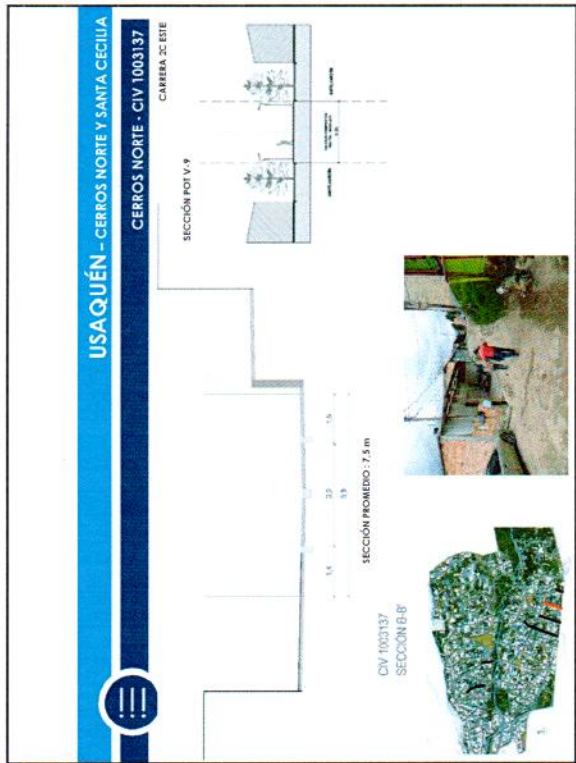 USAQUÉN – CERROS NORTE Y SANTA CECILIA
CERROS NORTE - CIV 1003137
CARRERA 2C ESTE
SECCIÓN POT V-9
SECCIÓN PROMEDIO : 7,5 m
CIV 1003137
SECCIÓN B-B'